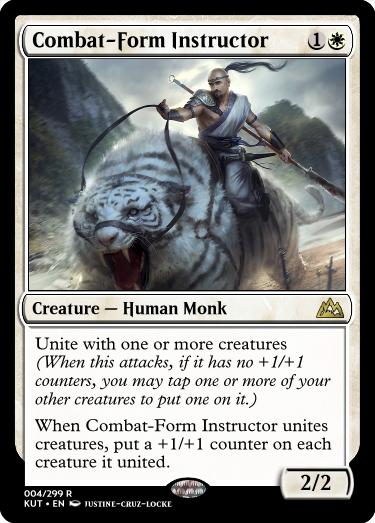 Combat-Form Instructor 1
Creature — Human Monk
Unite with one or more creatures
(When this attacks, if it has no +1/+1
counters, you may tap one or more of your
other creatures to put one on it.)
When Combat-Form Instructor unites
creatures, put a +1/+1 counter on each
creature it united.
2/2
004/299 R
KUT • EN JUSTINE-CRUZ-LOCKE